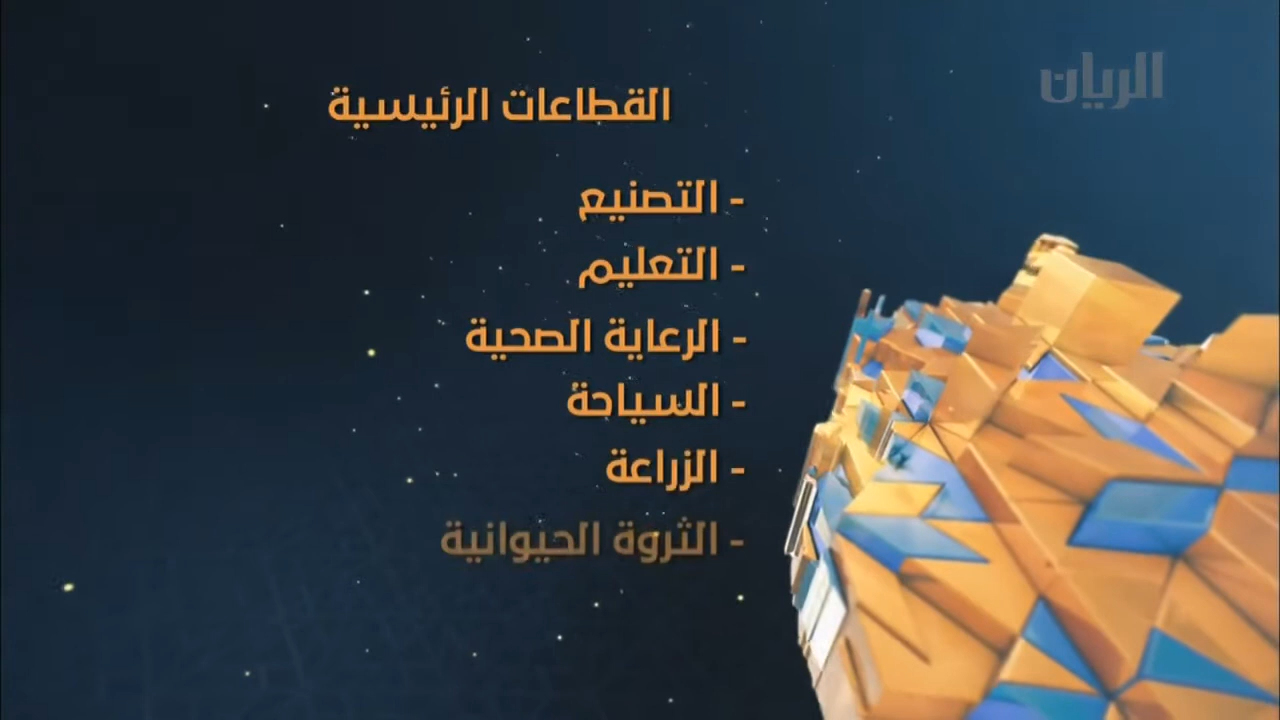 الريان
القطاعات الرئيسية
- التصنيع
- التعليم
- الرعاية الصحية
- السياحة
- الزراعة
- الثروة الحيوانية